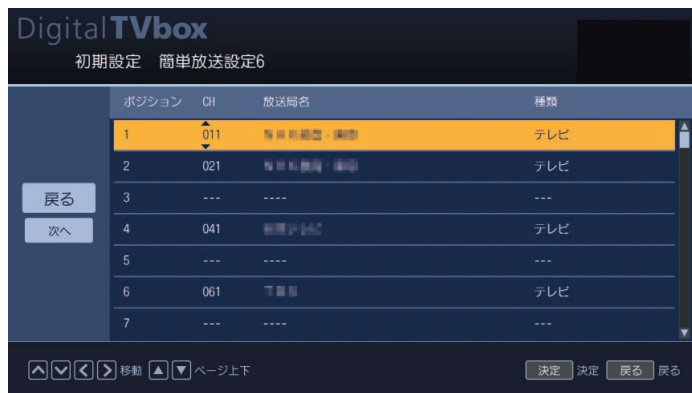 Digital TVbox
初期設定 簡単放送設定6
ポジション CH 放送局名 種類
1 011 テレビ
2 021 テレビ
3 --- ---- ---
戻る
次へ
4 041 テレビ
5 --- ---- ---
6 061 テレビ
7 --- ---- ---
移動 ページ上下 決定 決定 戻る 戻る